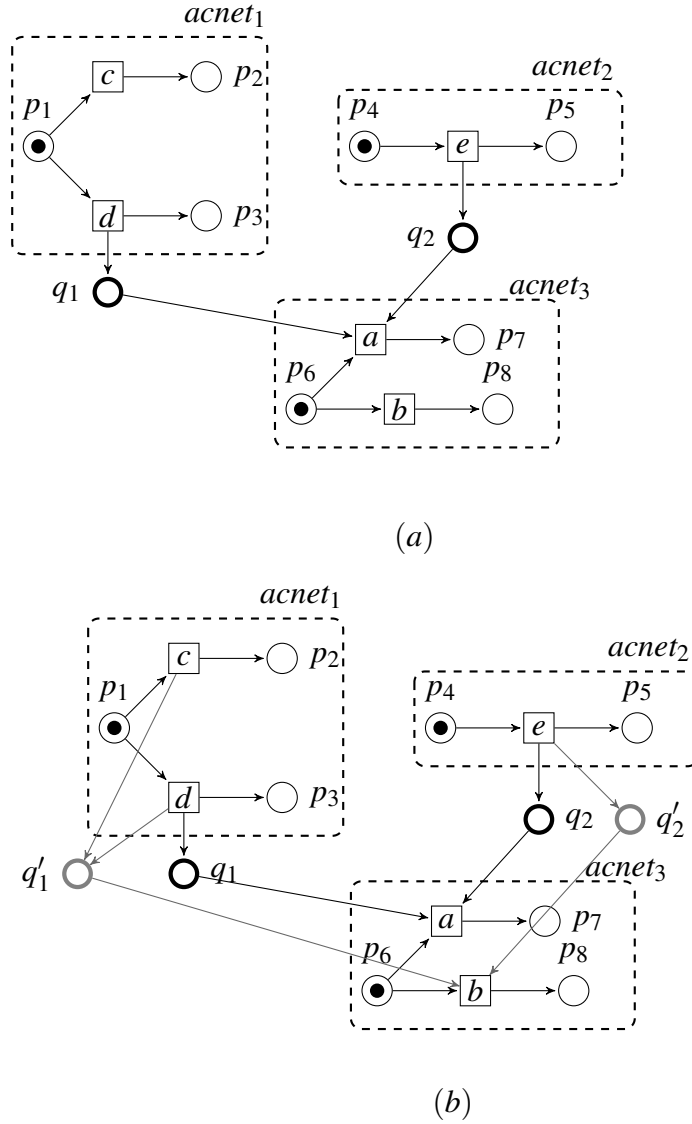 acnet₁
c
p₂
p₁
d
p₃
q₁
acnet₂
p₄
p₅
e
q₂
acnet₃
a
p₇
p₆
p₈
b
(a)
acnet₁
c
p₂
p₁
d
p₃
q′₁
q₁
acnet₂
p₄
p₅
e
q₂
q′₂
acnet₃
a
p₇
p₆
p₈
b
(b)